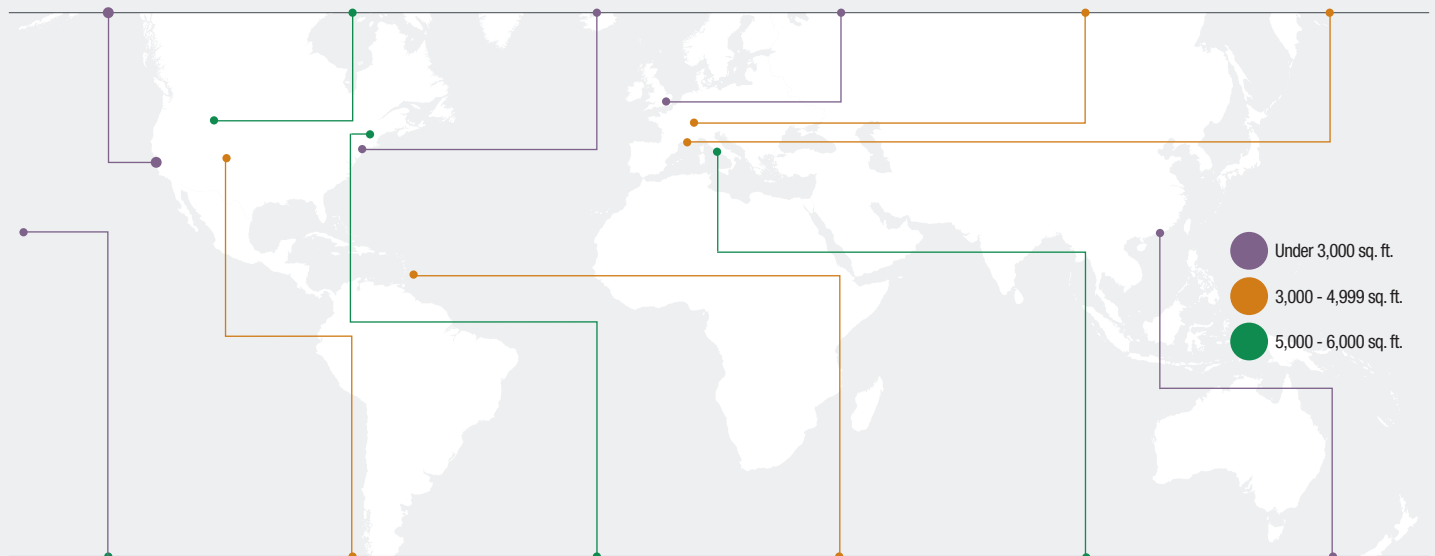 Under 3,000 sq. ft.
3,000 - 4,999 sq. ft.
5,000 - 6,000 sq. ft.